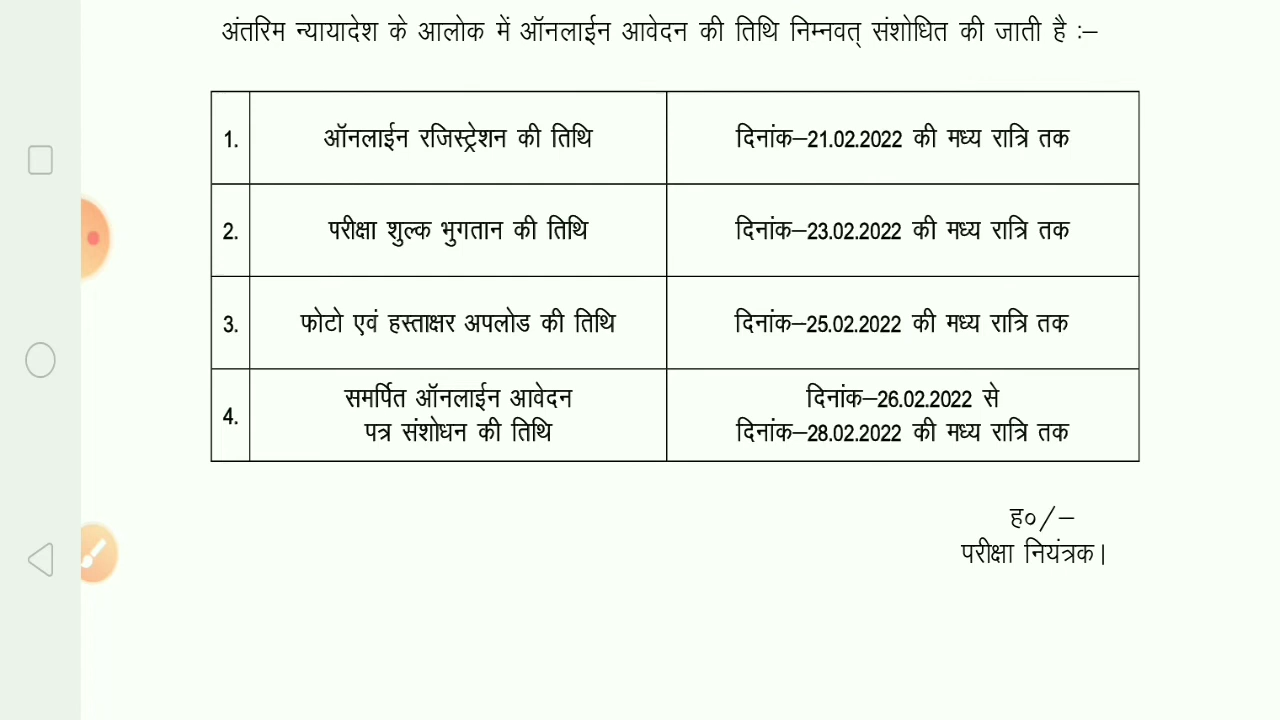 अंतरिम न्यायादेश के आलोक में ऑनलाईन आवेदन की तिथि निम्नवत् संशोधित की जाती है :–
1. ऑनलाईन रजिस्ट्रेशन की तिथि दिनांक–21.02.2022 की मध्य रात्रि तक
2. परीक्षा शुल्क भुगतान की तिथि दिनांक–23.02.2022 की मध्य रात्रि तक
3. फोटो एवं हस्ताक्षर अपलोड की तिथि दिनांक–25.02.2022 की मध्य रात्रि तक
4.
समर्पित ऑनलाईन आवेदन
पत्र संशोधन की तिथि
दिनांक–26.02.2022 से
दिनांक–28.02.2022 की मध्य रात्रि तक
ह०/–
परीक्षा नियंत्रक।